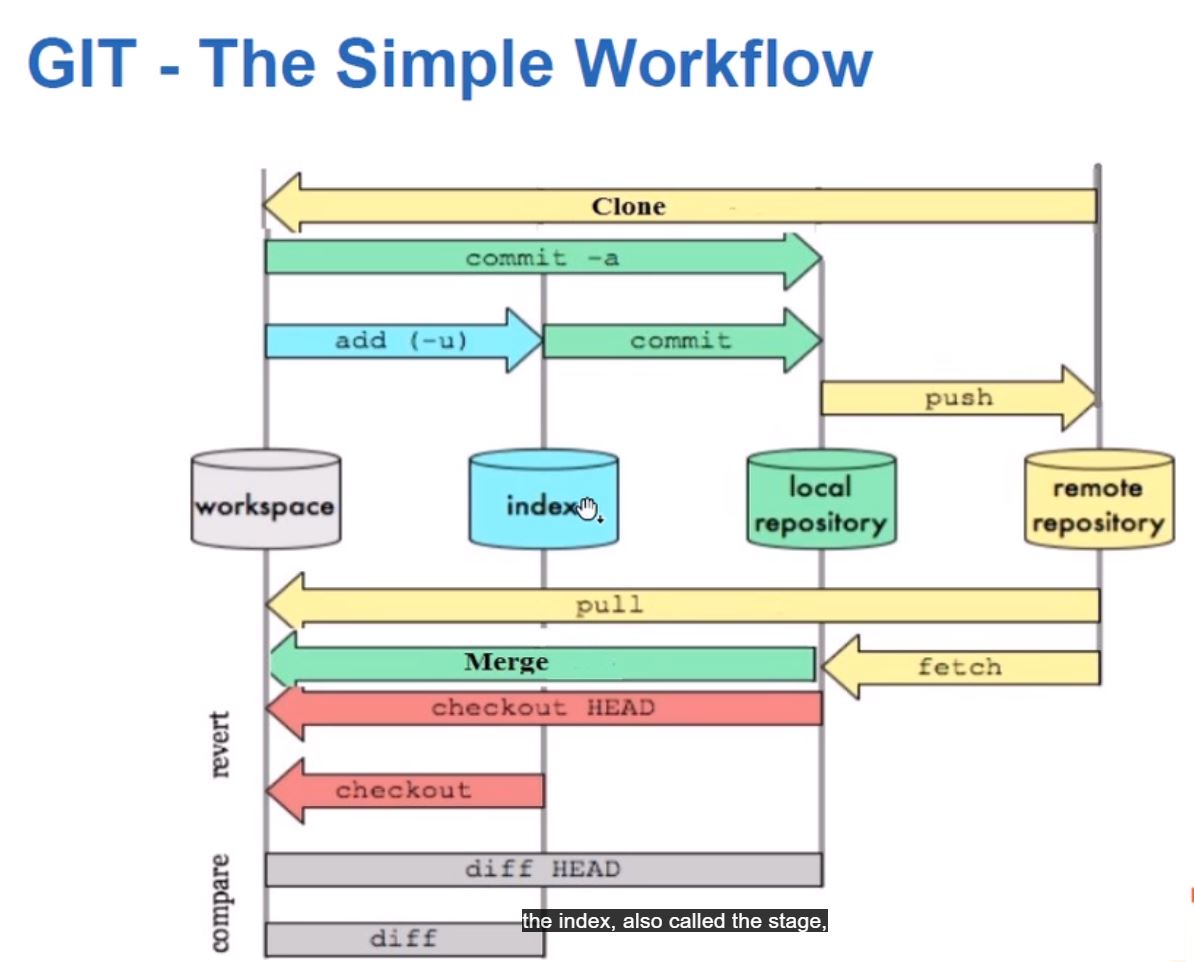 GIT - The Simple Workflow
Clone
commit -a
add (-u)
commit
push
workspace
index
local
repository
remote
repository
pull
Merge
fetch
checkout HEAD
revert
checkout
diff HEAD
compare
the index, also called the stage,
diff